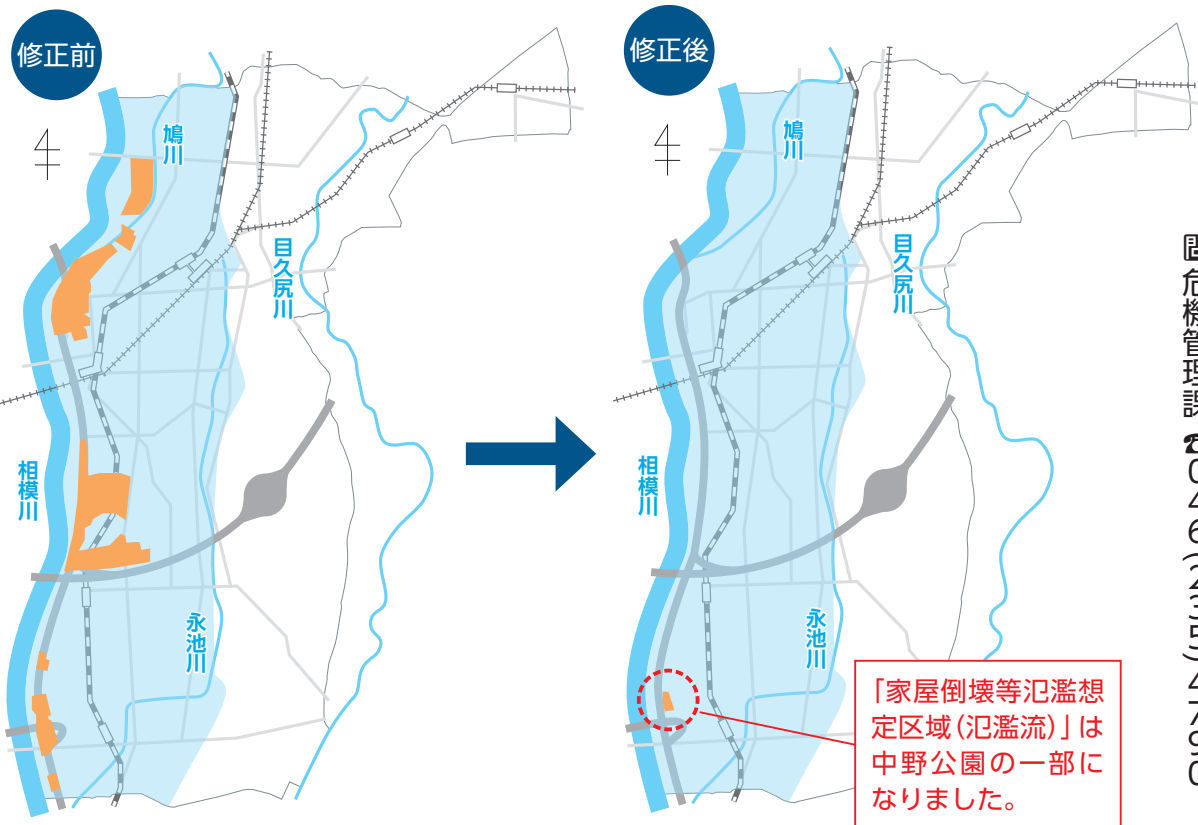 修正前
鳩川
目久尻川
相模川
永池川
修正後
鳩川
目久尻川
相模川
永池川
「家屋倒壊等氾濫想
定区域(氾濫流)」は
中野公園の一部に
なりました。
危機管理課 ☎046(235)4790